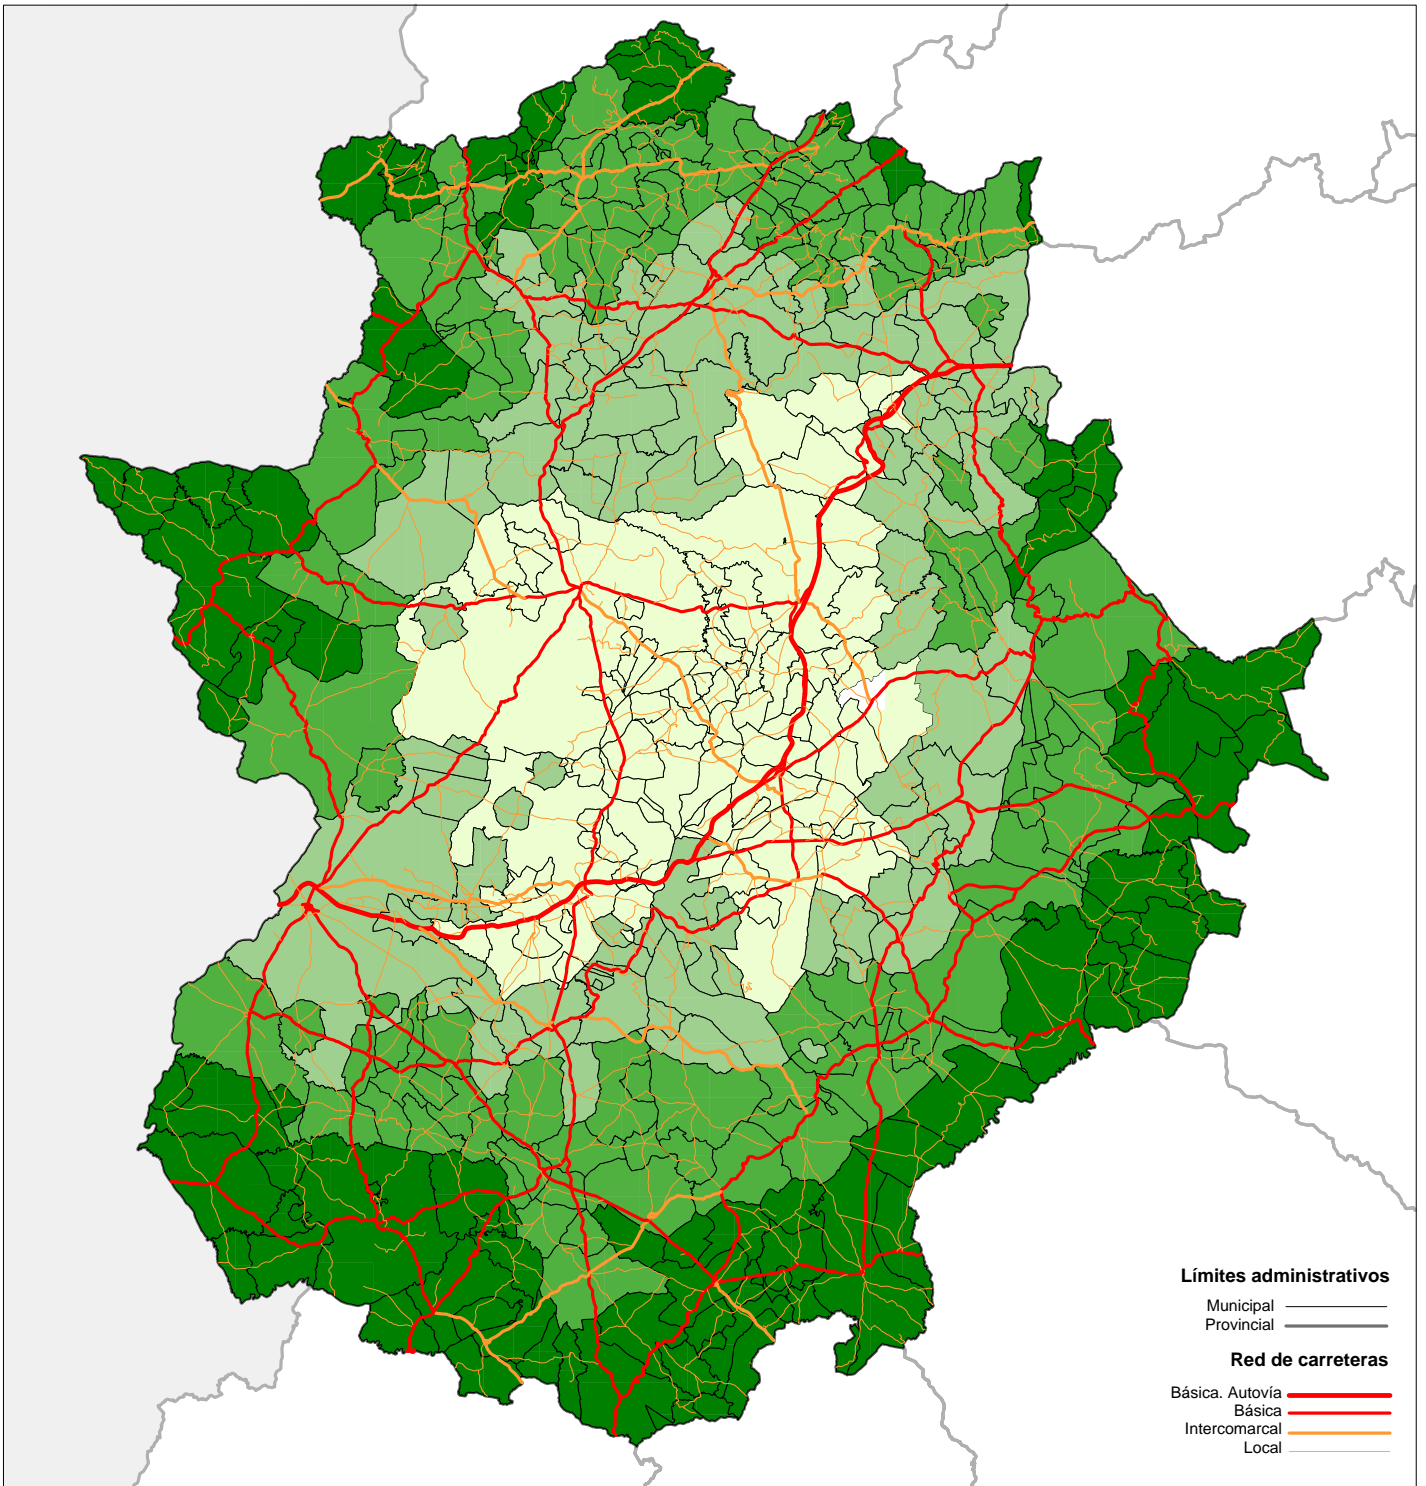 Límites administrativos
Municipal
Provincial
Red de carreteras
Básica. Autovía
Básica
Intercomarcal
Local